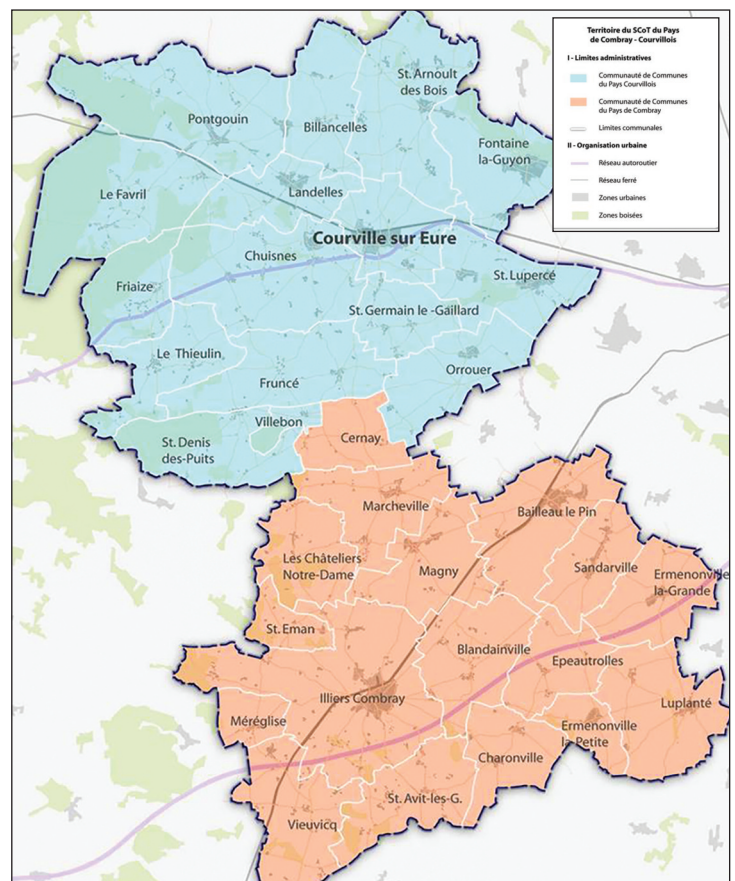 Territoire du SCoT du Pays
de Combray - Courvillois
I - Limites administratives
Communauté de Communes
du Pays Courvillois
Communauté de Communes
du Pays de Combray
Limites communales
II - Organisation urbaine
Réseau autoroutier
Réseau ferré
Zones urbaines
Zones boisées
St. Arnoult
des Bois
Pontgouin
Billancelles
Fontaine
la-Guyon
Le Favril
Landelles
Courville sur Eure
Chuisnes
St. Lupercé
Friaize
St. Germain le -Gaillard
Le Thieulin
Orrouer
Fruncé
Villebon
St. Denis
des-Puits
Cernay
Marcheville
Bailleau le Pin
Les Châteliers
Notre-Dame
Magny
Sandarville
Ermenonville
la-Grande
St. Eman
Blandainville
Epeautrolles
Illiers Combray
Luplanté
Méréglise
Ermenonville
la-Petite
Charonville
St. Avit-les-G.
Vieuvicq